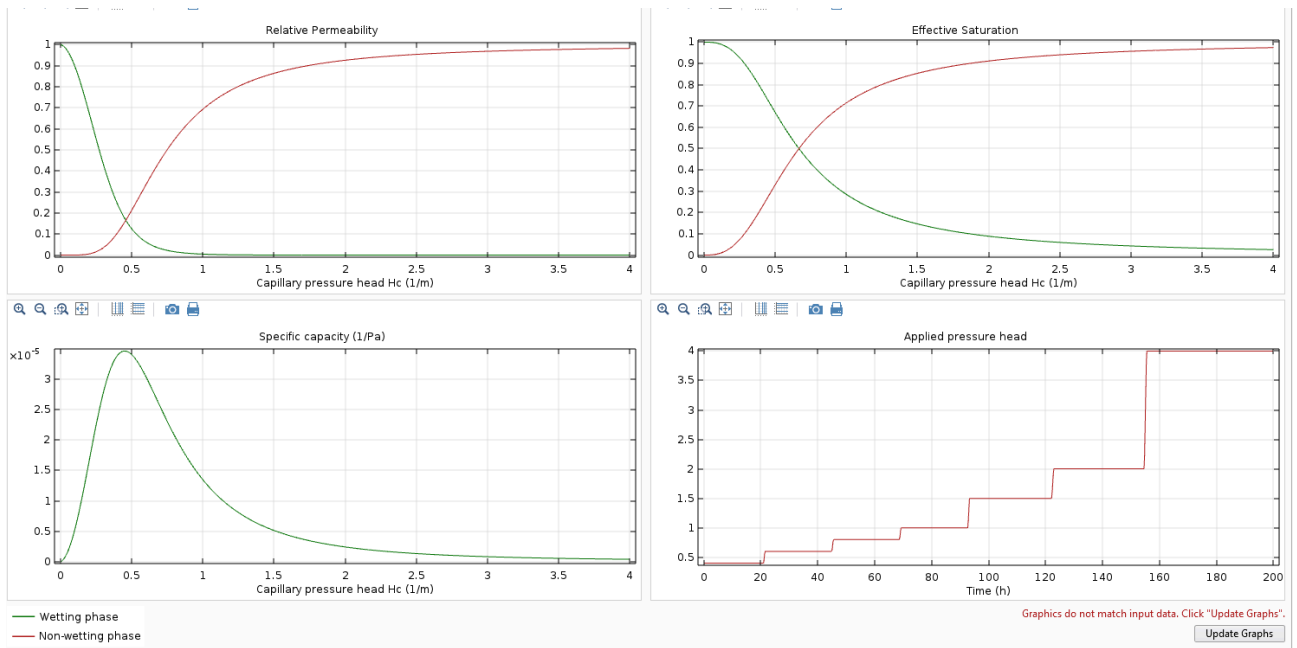 Relative Permeability
1
0.9
0.8
0.7
0.6
0.5
0.4
0.3
0.2
0.1
0
0 0.5 1 1.5 2 2.5 3 3.5 4
Capillary pressure head Hc (1/m)
Effective Saturation
1
0.9
0.8
0.7
0.6
0.5
0.4
0.3
0.2
0.1
0
0 0.5 1 1.5 2 2.5 3 3.5 4
Capillary pressure head Hc (1/m)
Specific capacity (1/Pa)
×10⁻⁵
3
2.5
2
1.5
1
0.5
0
0 0.5 1 1.5 2 2.5 3 3.5 4
Capillary pressure head Hc (1/m)
Applied pressure head
4
3.5
3
2.5
2
1.5
1
0.5
0 20 40 60 80 100 120 140 160 180 200
Time (h)
Wetting phase
Non-wetting phase
Graphics do not match input data. Click "Update Graphs".
Update Graphs